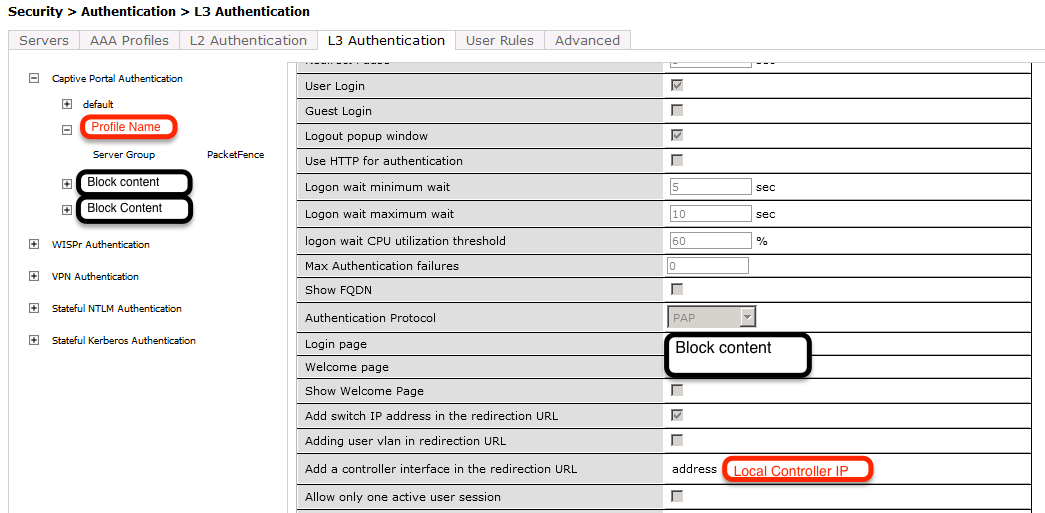 Security > Authentication > L3 Authentication
Servers AAA Profiles L2 Authentication L3 Authentication User Rules Advanced
Captive Portal Authentication
default
Profile Name
Server Group PacketFence
Block content
Block Content
WISPr Authentication
VPN Authentication
Stateful NTLM Authentication
Stateful Kerberos Authentication
Redirect Pause sec
User Login
Guest Login
Logout popup window
Use HTTP for authentication
Logon wait minimum wait 5 sec
Logon wait maximum wait 10 sec
logon wait CPU utilization threshold 60 %
Max Authentication failures 0
Show FQDN
Authentication Protocol PAP
Login page Block content
Welcome page
Show Welcome Page
Add switch IP address in the redirection URL
Adding user vlan in redirection URL
Add a controller interface in the redirection URL address Local Controller IP
Allow only one active user session